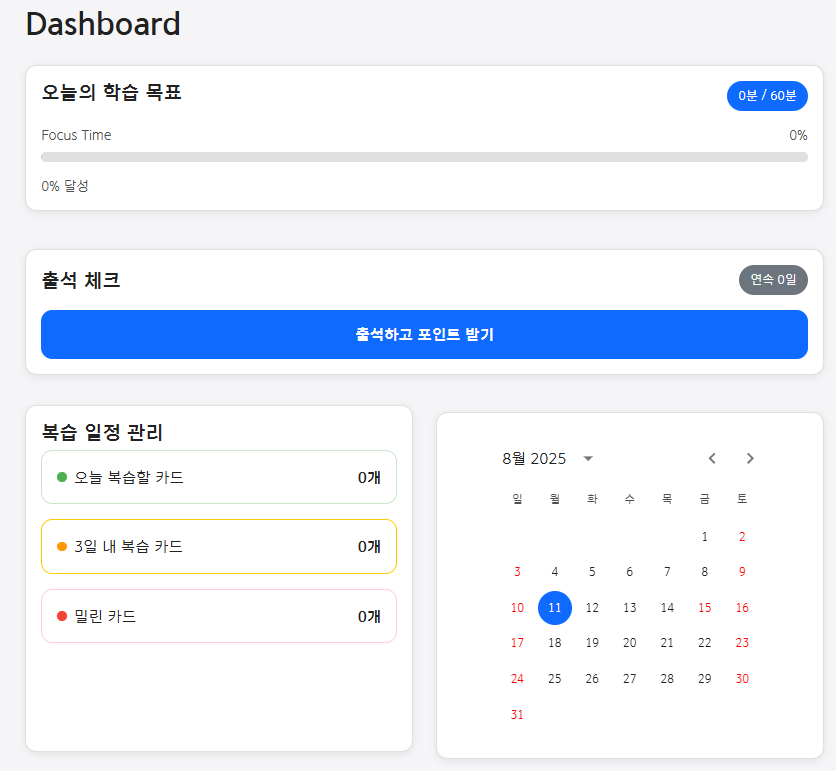 Dashboard
오늘의 학습 목표
0분 / 60분
Focus Time
0%
0% 달성
출석 체크
연속 0일
출석하고 포인트 받기
복습 일정 관리
오늘 복습할 카드
0개
3일 내 복습 카드
0개
밀린 카드
0개
8월 2025
일 월 화 수 목 금 토
1 2
3 4 5 6 7 8 9
10 11 12 13 14 15 16
17 18 19 20 21 22 23
24 25 26 27 28 29 30
31